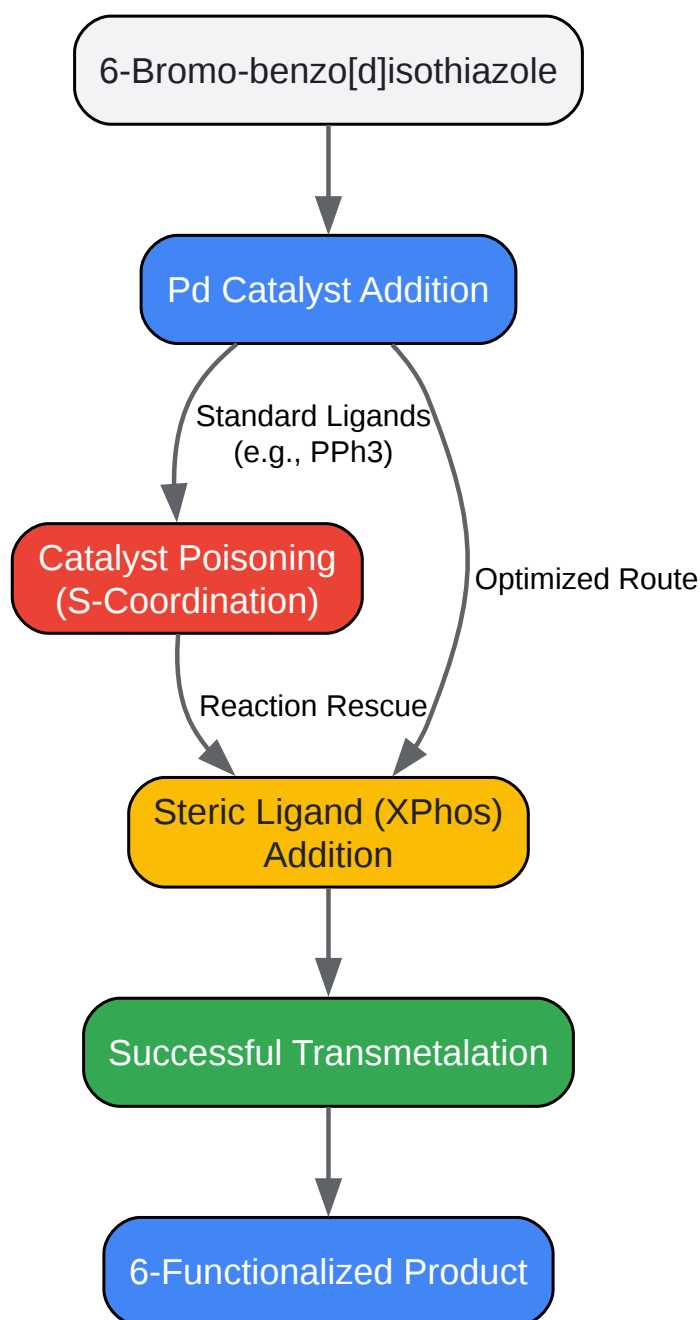 6-Bromo-benzo[d]isothiazole
Pd Catalyst Addition
Standard Ligands
(e.g., PPh3)
Catalyst Poisoning
(S-Coordination)
Optimized Route
Reaction Rescue
Steric Ligand (XPhos)
Addition
Successful Transmetalation
6-Functionalized Product